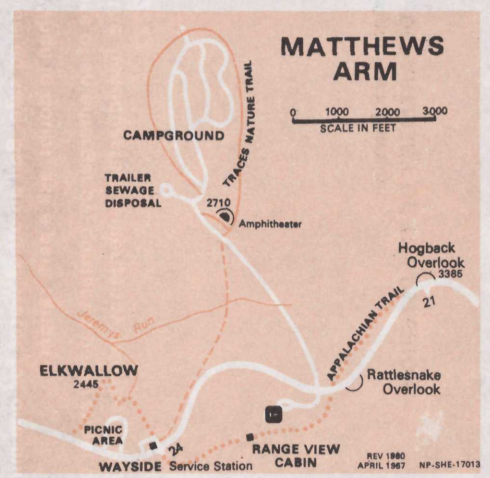 MATTHEWS
ARM
0 1000 2000 3000
SCALE IN FEET
TRACES NATURE TRAIL
CAMPGROUND
TRAILER
SEWAGE
DISPOSAL
2710
Amphitheater
Hogback
Overlook
3385
21
APPALACHIAN TRAIL
Jeremys Run
ELKWALLOW
2445
Rattlesnake
Overlook
PICNIC
AREA
24
WAYSIDE Service Station
RANGE VIEW
CABIN
REV 1980
APRIL 1967 NP-SHE-17013